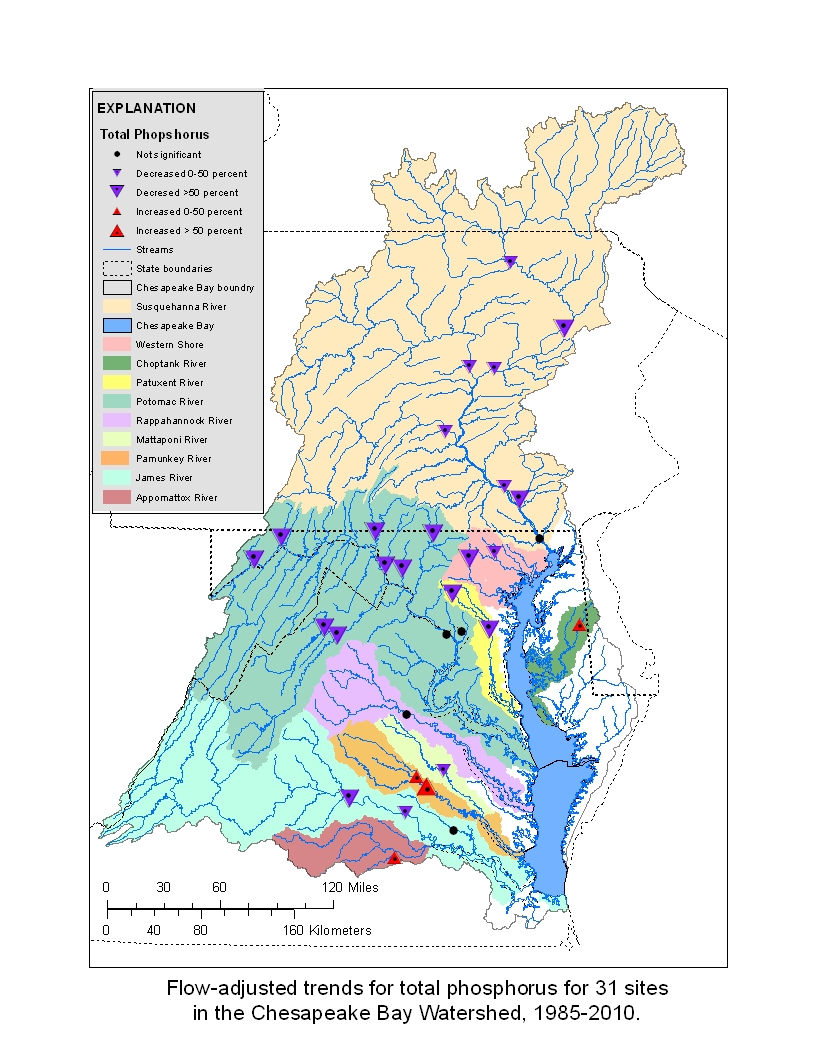 EXPLANATION
Total Phopshorus
Not significant
Decreased 0-50 percent
Decresed >50 percent
Increased 0-50 percent
Increased > 50 percent
Streams
State boundaries
Chesapeake Bay boundry
Susquehanna River
Chesapeake Bay
Western Shore
Choptank River
Patuxent River
Potomac River
Rappahannock River
Mattaponi River
Pamunkey River
James River
Appomattox River
0 30 60 120 Miles
0 40 80 160 Kilometers
Flow-adjusted trends for total phosphorus for 31 sites
in the Chesapeake Bay Watershed, 1985-2010.